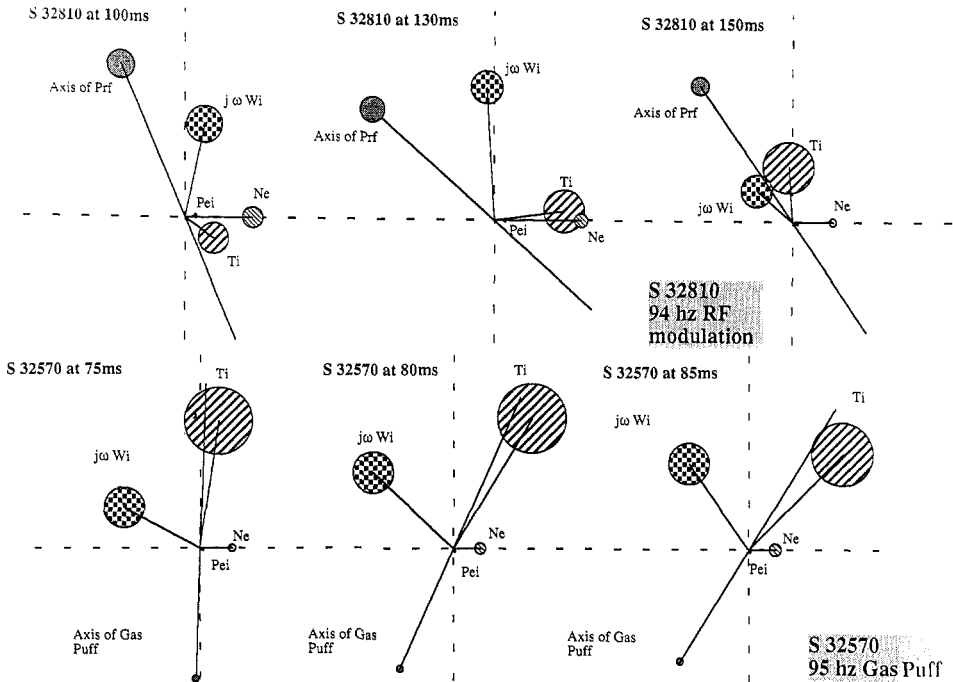 S 32810 at 100ms
S 32810 at 130ms
S 32810 at 150ms
Axis of Prf
j ω Wi
Pei
Ne
Ti
Axis of Prf
j ω Wi
Ti
Pei
Ne
Axis of Prf
Ti
jω Wi
Ne
S 32810
94 hz RF
modulation
S 32570 at 75ms
S 32570 at 80ms
S 32570 at 85ms
Ti
jω Wi
Ne
Pei
Axis of Gas
Puff
Ti
jω Wi
Ne
Pei
Axis of Gas
Puff
Ti
jω Wi
Ne
Pei
Axis of Gas
Puff
S 32570
95 hz Gas Puff